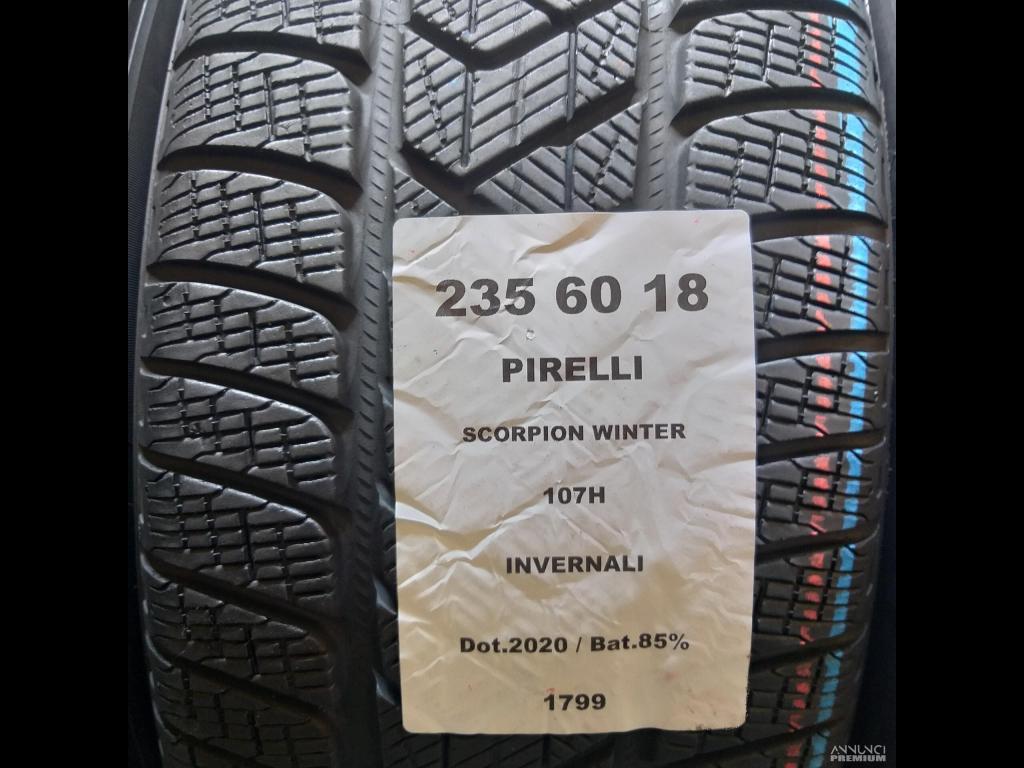 235 60 18
PIRELLI
SCORPION WINTER
107H
INVERNALI
Dot.2020 / Bat.85%
1799
ANNUNCI
PREMIUM